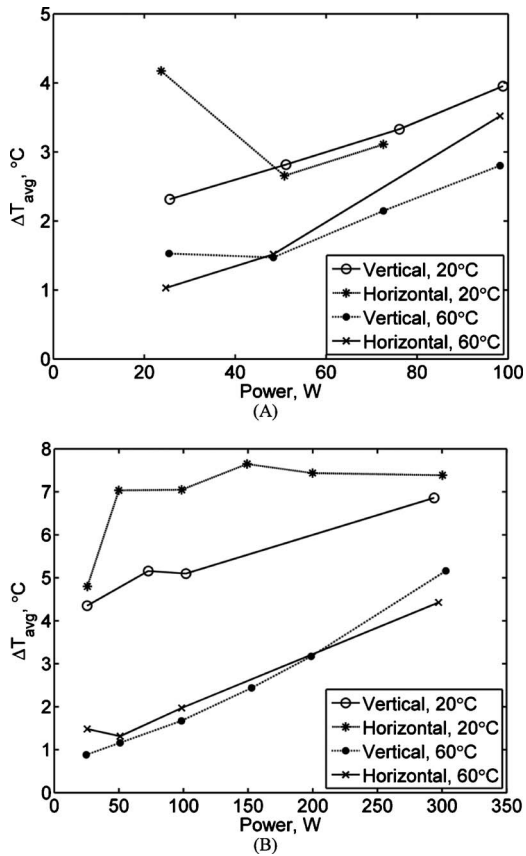 5
4
3
2
1
0
ΔTavg, °C
0 20 40 60 80 100
Power, W
Vertical, 20°C
Horizontal, 20°C
Vertical, 60°C
Horizontal, 60°C
(A)
8
7
6
5
4
3
2
1
0
ΔTavg, °C
0 50 100 150 200 250 300 350
Power, W
Vertical, 20°C
Horizontal, 20°C
Vertical, 60°C
Horizontal, 60°C
(B)